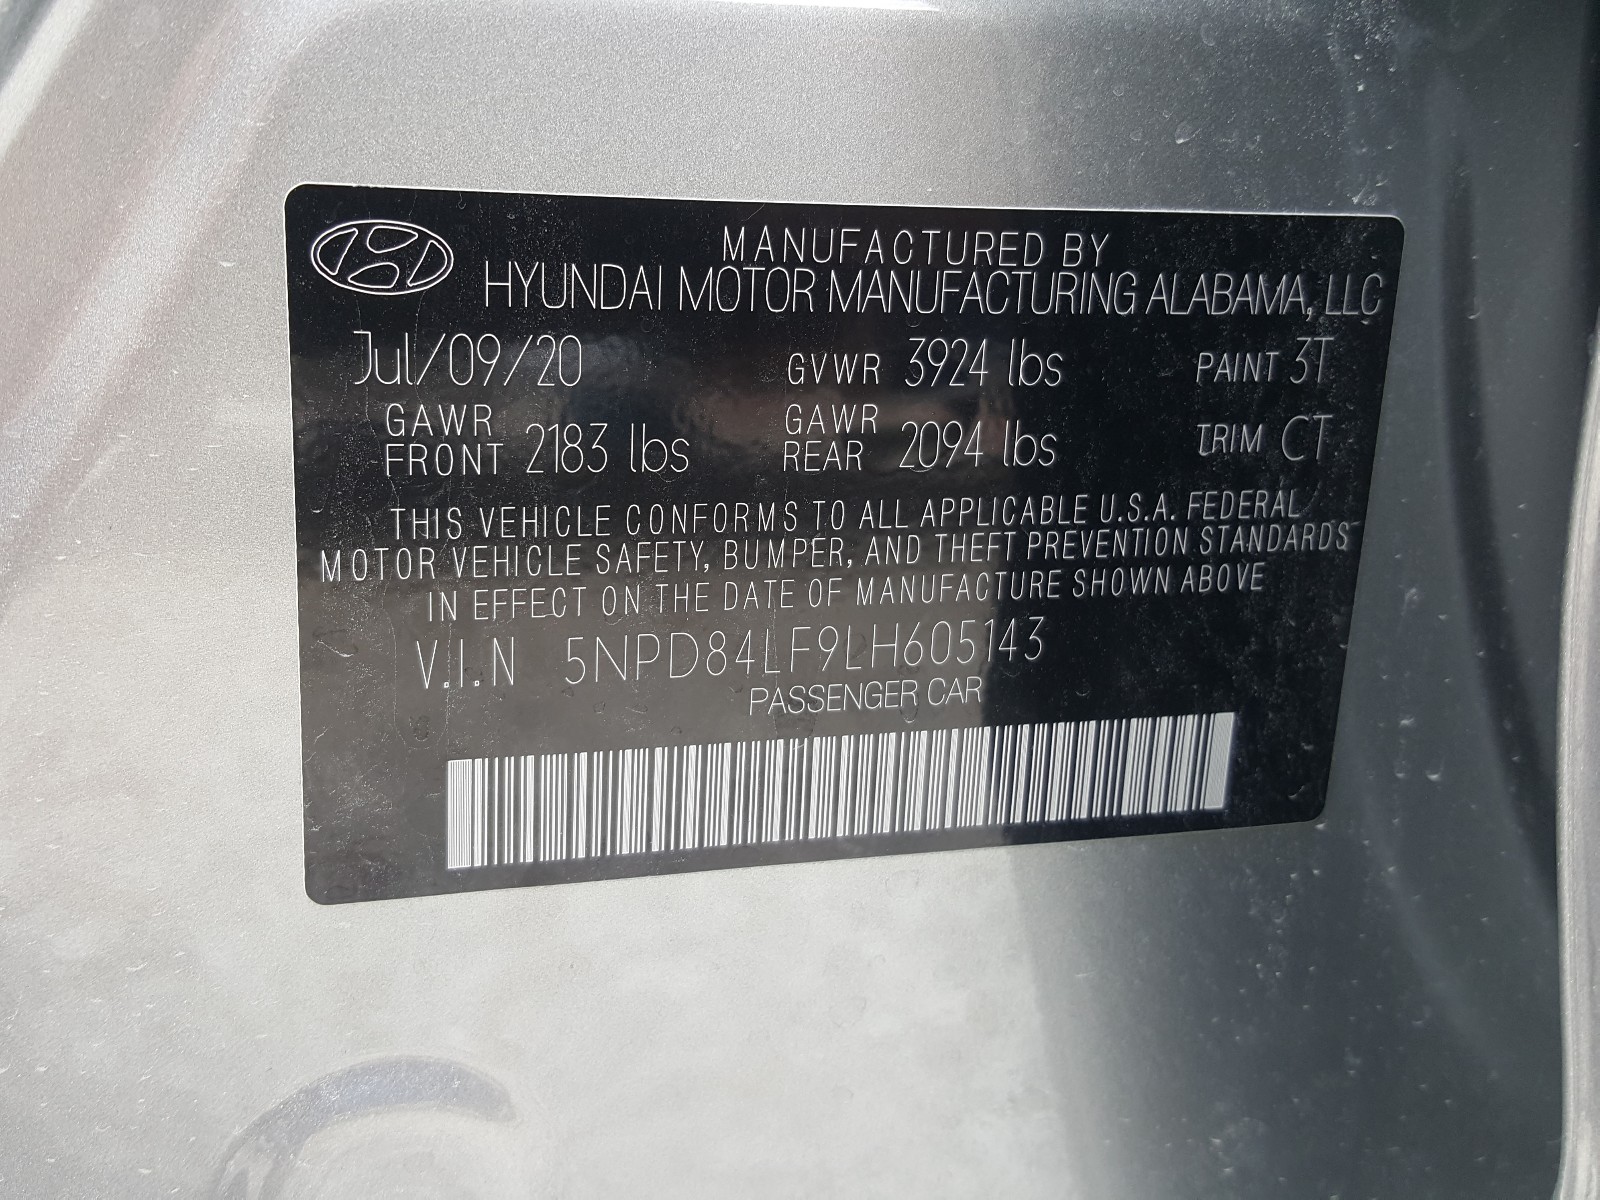 MANUFACTURED BY
HYUNDAI MOTOR MANUFACTURING ALABAMA, LLC
Jul/09/20 GVWR 3924 lbs PAINT 3T
GAWR FRONT 2183 lbs GAWR REAR 2094 lbs TRIM CT
THIS VEHICLE CONFORMS TO ALL APPLICABLE U.S.A. FEDERAL
MOTOR VEHICLE SAFETY, BUMPER, AND THEFT PREVENTION STANDARDS
IN EFFECT ON THE DATE OF MANUFACTURE SHOWN ABOVE
V.I.N 5NPD84LF9LH605143
PASSENGER CAR